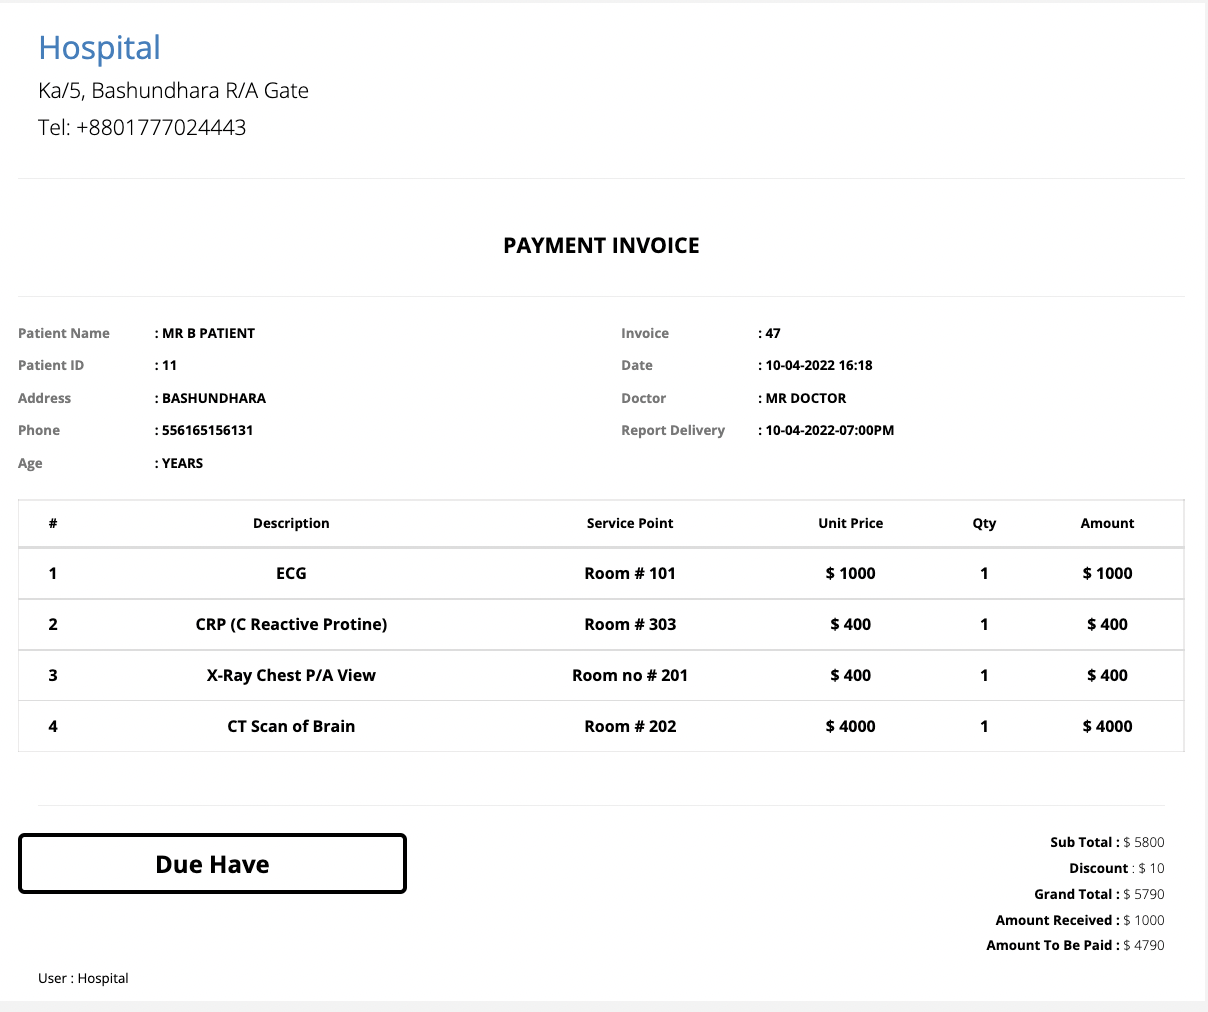 Hospital
Ka/5, Bashundhara R/A Gate
Tel: +8801777024443
PAYMENT INVOICE
Patient Name : MR B PATIENT
Patient ID : 11
Address : BASHUNDHARA
Phone : 556165156131
Age : YEARS
Invoice : 47
Date : 10-04-2022 16:18
Doctor : MR DOCTOR
Report Delivery : 10-04-2022-07:00PM
# Description Service Point Unit Price Qty Amount
1 ECG Room # 101 $ 1000 1 $ 1000
2 CRP (C Reactive Protine) Room # 303 $ 400 1 $ 400
3 X-Ray Chest P/A View Room no # 201 $ 400 1 $ 400
4 CT Scan of Brain Room # 202 $ 4000 1 $ 4000
Due Have
Sub Total : $ 5800
Discount : $ 10
Grand Total : $ 5790
Amount Received : $ 1000
Amount To Be Paid : $ 4790
User : Hospital